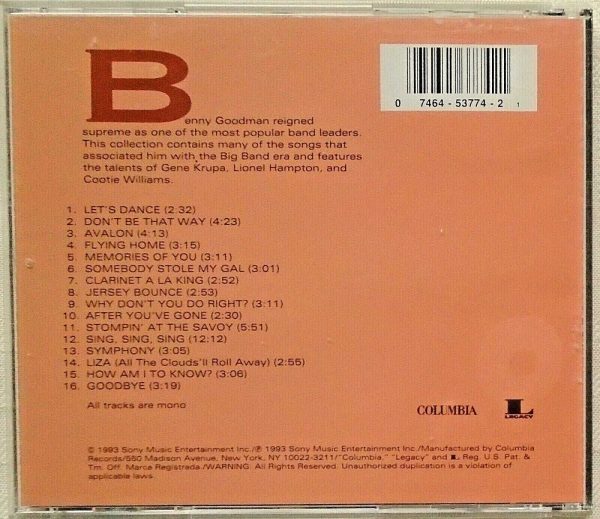 0 7464-53774-2 1
Benny Goodman reigned
supreme as one of the most popular band leaders.
This collection contains many of the songs that
associated him with the Big Band era and features
the talents of Gene Krupa, Lionel Hampton, and
Cootie Williams.
1. LET'S DANCE (2:32)
2. DON'T BE THAT WAY (4:23)
3. AVALON (4:13)
4. FLYING HOME (3:15)
5. MEMORIES OF YOU (3:11)
6. SOMEBODY STOLE MY GAL (3:01)
7. CLARINET A LA KING (2:52)
8. JERSEY BOUNCE (2:53)
9. WHY DON'T YOU DO RIGHT? (3:11)
10. AFTER YOU'VE GONE (2:30)
11. STOMPIN' AT THE SAVOY (5:51)
12. SING, SING, SING (12:12)
13. SYMPHONY (3:05)
14. LIZA (All The Clouds'll Roll Away) (2:55)
15. HOW AM I TO KNOW? (3:06)
16. GOODBYE (3:19)
All tracks are mono
COLUMBIA
L
LEGACY
© 1993 Sony Music Entertainment Inc./℗ 1993 Sony Music Entertainment Inc./Manufactured by Columbia
Records/550 Madison Avenue, New York, NY 10022-3211/"Columbia," "Legacy" and L Reg. U.S. Pat. &
Tm. Off. Marca Registrada./WARNING: All Rights Reserved. Unauthorized duplication is a violation of
applicable laws.